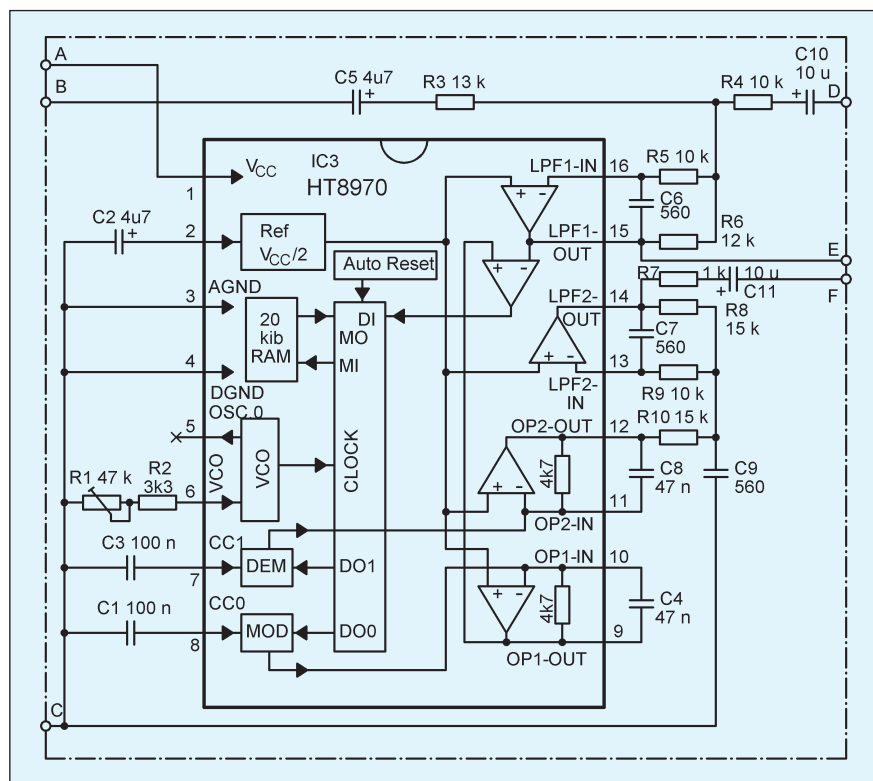 A
B
C5 4u7
+
R3 13 k
R4 10 k
C10
10 u
+
D
VCC
1
IC3
HT8970
LPF1-IN
16
R5 10 k
C6
560
C2 4u7
+
2
Ref
VCC/2
+ -
LPF1-
OUT
15
R6
12 k
E
Auto Reset
+ -
R7
1 k
10 u
+
C11
F
3
AGND
20
kib
RAM
DI
MO
MI
LPF2-
OUT
14
R8
15 k
C7
560
4
DGND
+ -
13
LPF2-
IN
R9 10 k
OSC.0
5
VCO
VCO
CLOCK
OP2-OUT
12
R10 15 k
R1 47 k
R2
3k3
6
+ -
4k7
C8
47 n
C9
560
11
OP2-IN
C3 100 n
CC1
7
DEM
DO1
OP1-IN
10
C1 100 n
CC0
8
MOD
DO0
+ -
4k7
C4
47 n
9
OP1-OUT
C